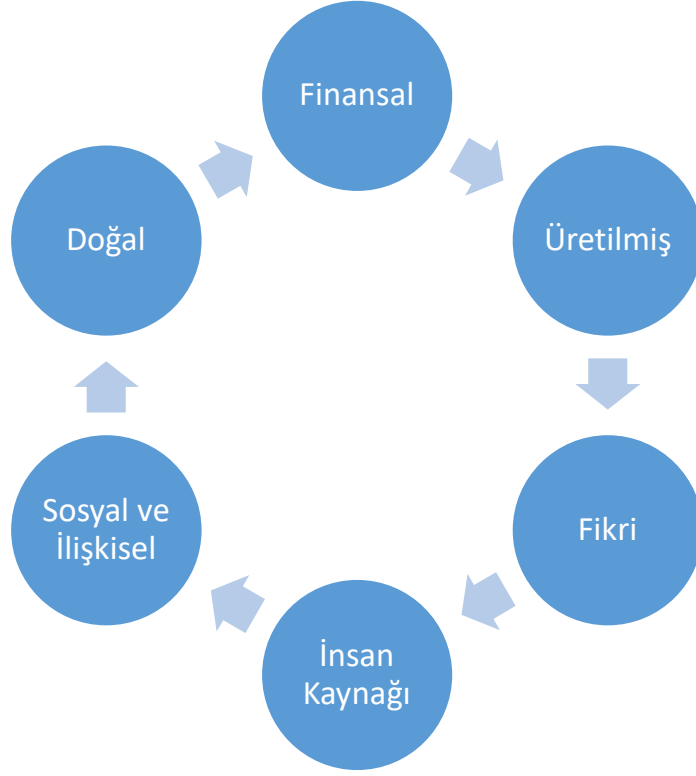 Finansal
Üretilmiş
Fikri
İnsan
Kaynağı
Sosyal ve
İlişkisel
Doğal